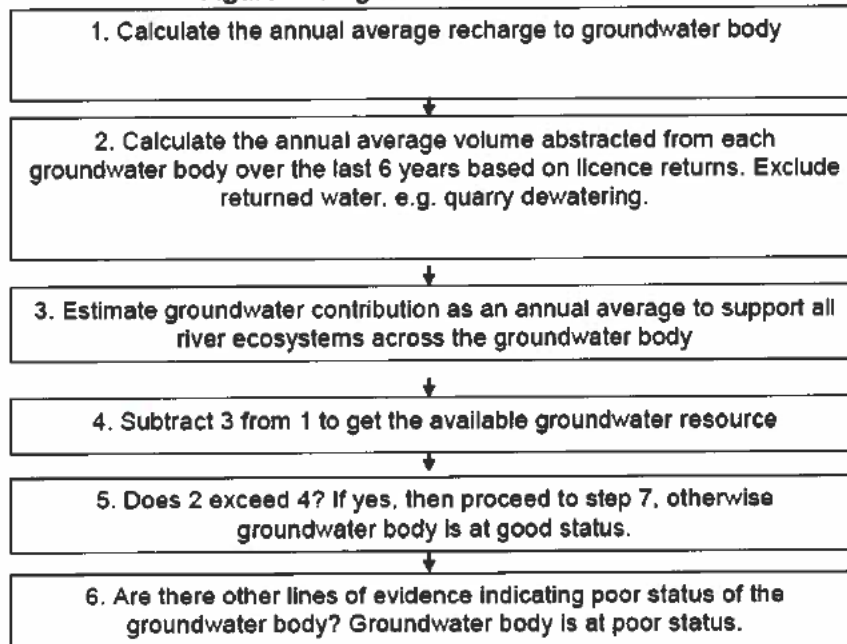 1. Calculate the annual average recharge to groundwater body
2. Calculate the annual average volume abstracted from each
groundwater body over the last 6 years based on licence returns. Exclude
returned water. e.g. quarry dewatering.
3. Estimate groundwater contribution as an annual average to support all
river ecosystems across the groundwater body
4. Subtract 3 from 1 to get the available groundwater resource
5. Does 2 exceed 4? If yes, then proceed to step 7, otherwise
groundwater body is at good status.
6. Are there other lines of evidence indicating poor status of the
groundwater body? Groundwater body is at poor status.